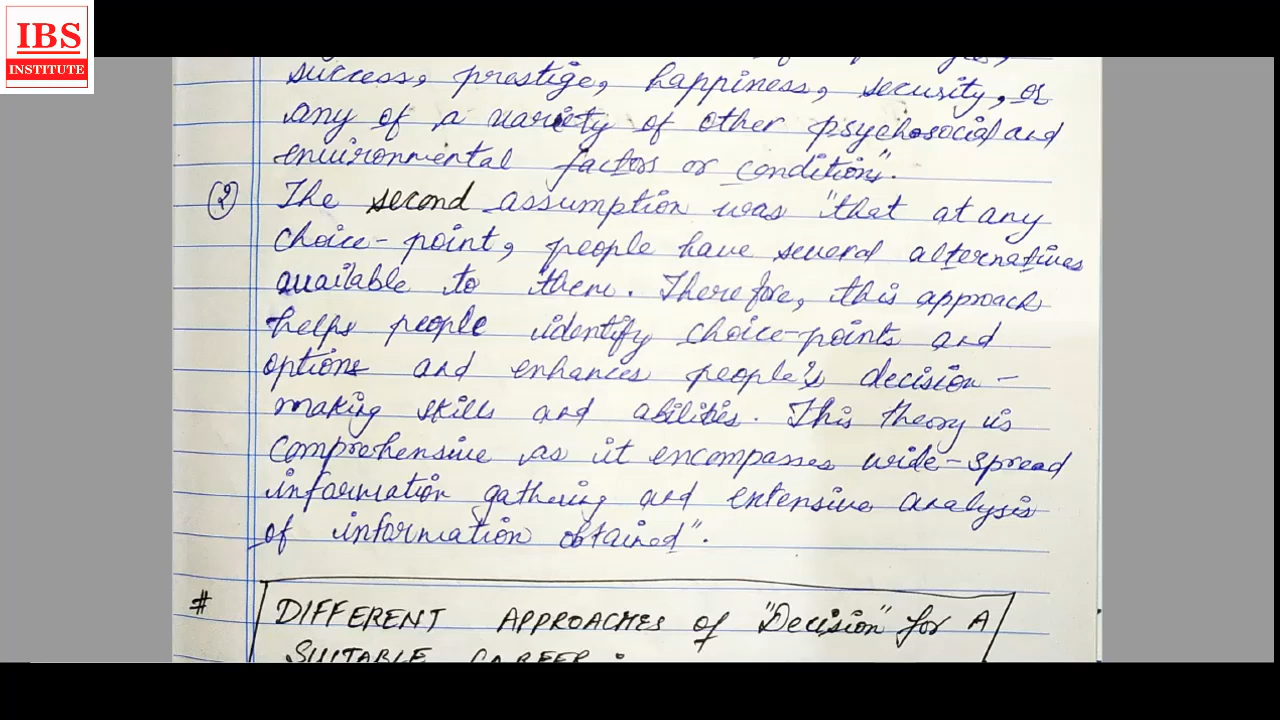 IBS
INSTITUTE
success, prestige, happiness, security, or
any of a variety of other psychosocial and
environmental factors or conditions".
(2) The second assumption was "that at any
choice-point, people have several alternatives
available to them. Therefore, this approach
helps people identify choice-points and
options and enhances people's decision-
making skills and abilities. This theory is
comprehensive as it encompasses wide-spread
information gathering and extensive analysis
of information obtained".
# DIFFERENT APPROACHES of "Decision" for A
SUITABLE CAREER :